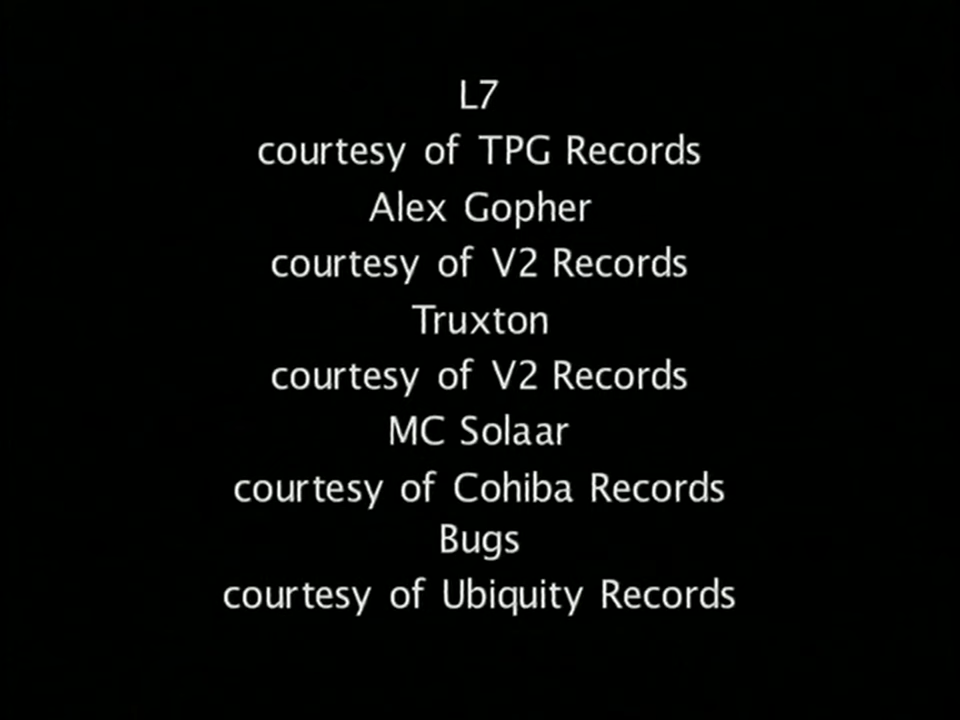 L7
courtesy of TPG Records
Alex Gopher
courtesy of V2 Records
Truxton
courtesy of V2 Records
MC Solaar
courtesy of Cohiba Records
Bugs
courtesy of Ubiquity Records